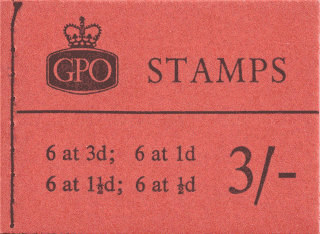 GPO STAMPS
6 at 3d; 6 at 1d
6 at 1½d; 6 at ½d
3/-